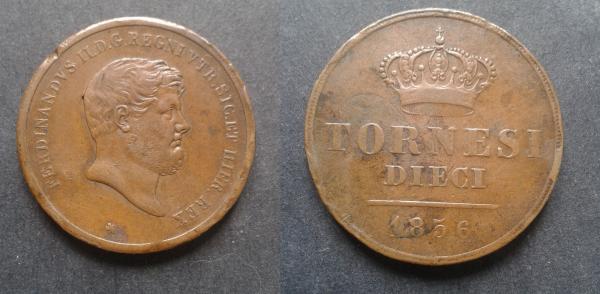 FERDINANDVS II.D.G.REGNI VTR.SIC.ET HIER.REX
TORNESI
DIECI
1856